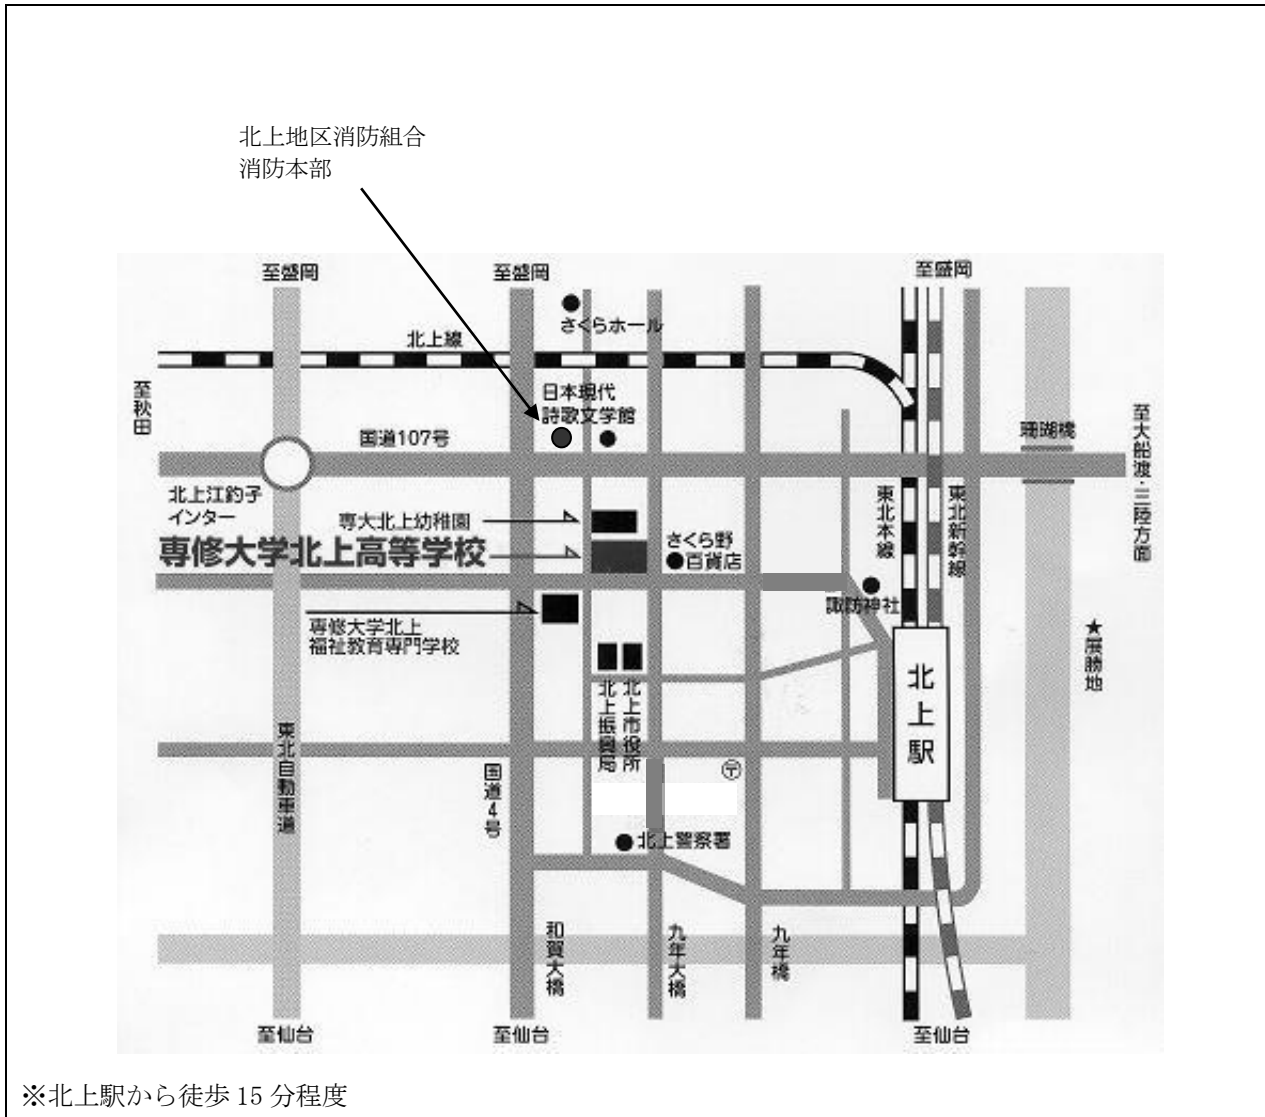 北上地区消防組合
消防本部
至盛岡
至盛岡
至盛岡
さくらホール
北上線
至秋田
日本現代
詩歌文学館
国道107号
珊瑚橋
至大船渡・三陸方面
北上江釣子
インター
専大北上幼稚園
専修大学北上高等学校
さくら野
百貨店
東北本線
東北新幹線
諏訪神社
専修大学北上
福祉教育専門学校
★展勝地
北上駅
北上振興局
北上市役所
東北自動車道
国道4号
〒
北上警察署
和賀大橋
九年大橋
九年橋
至仙台
至仙台
至仙台
※北上駅から徒歩 15 分程度